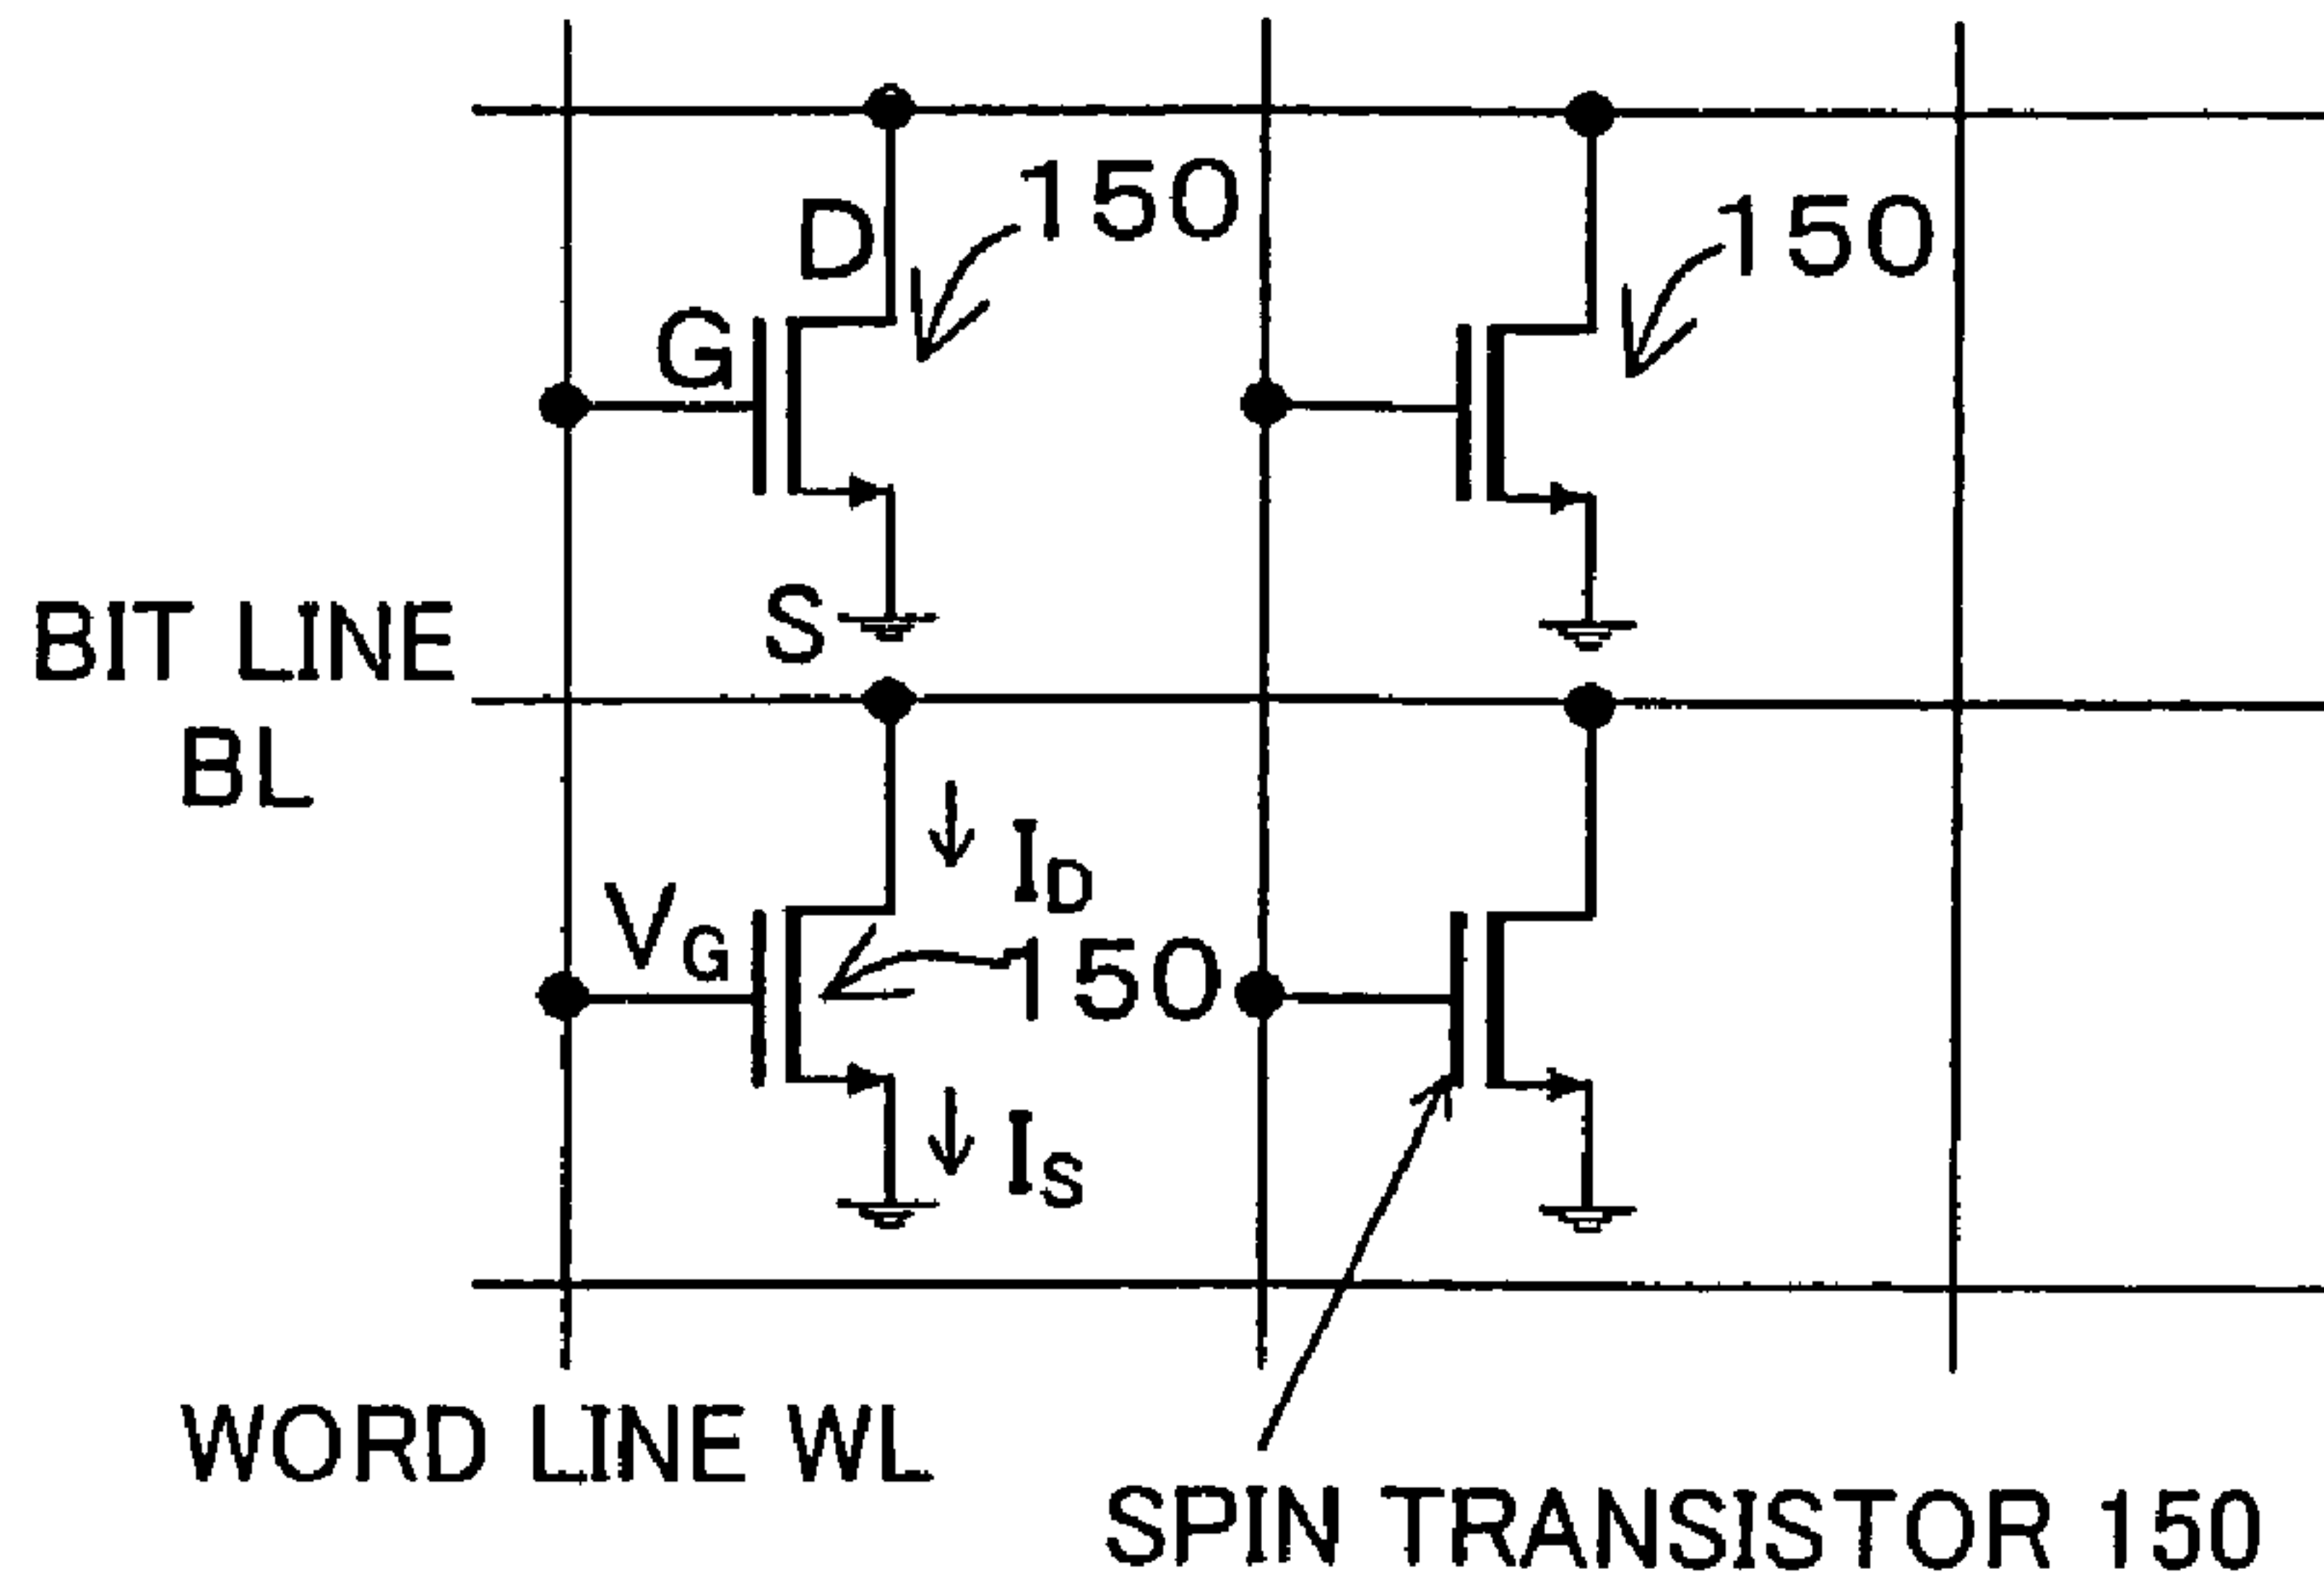 150
150
D
G
S
BIT LINE
BL
I_D
V_G
150
I_S
WORD LINE WL
SPIN TRANSISTOR 150